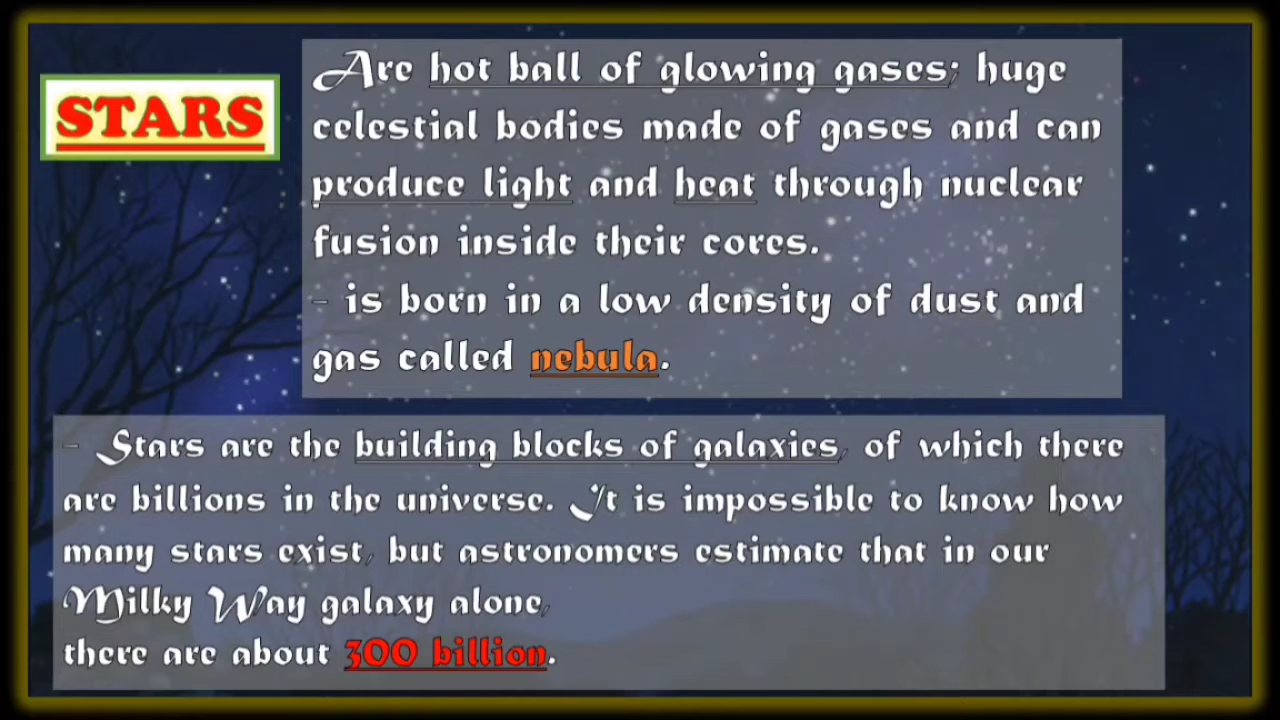 STARS
Are hot ball of glowing gases; huge
celestial bodies made of gases and can
produce light and heat through nuclear
fusion inside their cores.
- is born in a low density of dust and
gas called nebula.
- Stars are the building blocks of galaxies, of which there
are billions in the universe. It is impossible to know how
many stars exist, but astronomers estimate that in our
Milky Way galaxy alone,
there are about 300 billion.